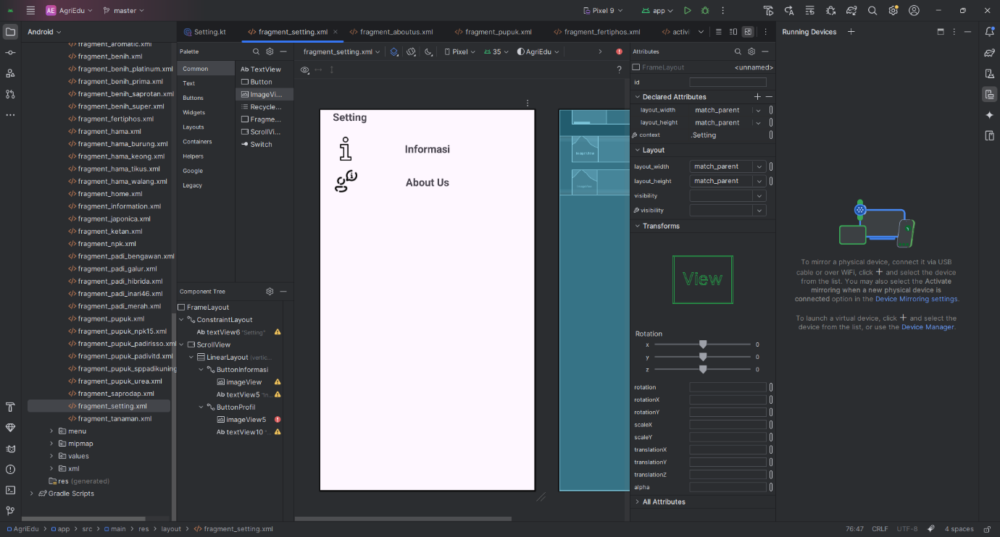 AE AgriEdu master Pixel 9 app
Android
fragment_aromatic.xml
fragment_benih.xml
fragment_benih_platinum.xml
fragment_benih_prima.xml
fragment_benih_saprotan.xml
fragment_benih_super.xml
fragment_fertiphos.xml
fragment_hama.xml
fragment_hama_burung.xml
fragment_hama_keong.xml
fragment_hama_tikus.xml
fragment_hama_walang.xml
fragment_home.xml
fragment_information.xml
fragment_japonica.xml
fragment_ketan.xml
fragment_npk.xml
fragment_padi_bengawan.xml
fragment_padi_galur.xml
fragment_padi_hibrida.xml
fragment_padi_inari46.xml
fragment_padi_merah.xml
fragment_pupuk.xml
fragment_pupuk_npk15.xml
fragment_pupuk_padirisso.xml
fragment_pupuk_padivitd.xml
fragment_pupuk_sppadikuning
fragment_pupuk_urea.xml
fragment_saprodap.xml
fragment_setting.xml
fragment_tanaman.xml
menu
mipmap
values
xml
res (generated)
Gradle Scripts
Setting.kt fragment_setting.xml fragment_aboutus.xml fragment_pupuk.xml fragment_fertiphos.xml activi
Palette
Common
Text
Buttons
Widgets
Layouts
Containers
Helpers
Google
Legacy
Ab TextView
Button
ImageVi...
Recycle...
Fragme...
ScrollVi...
Switch
Component Tree
FrameLayout
ConstraintLayout
Ab textView6 "Setting"
ScrollView
LinearLayout (vertic...
ButtonInformasi
imageView
Ab textView5 "In...
ButtonProfil
imageView5
Ab textView10 "...
fragment_setting.xml Pixel 35 AgriEdu
?
Setting
Informasi
About Us
ImageView
ImageView
Attributes
FrameLayout <unnamed>
id
Declared Attributes
layout_width match_parent
layout_height match_parent
context .Setting
Layout
layout_width match_parent
layout_height match_parent
visibility
visibility
Transforms
View
Rotation
x 0
y 0
z 0
rotation
rotationX
rotationY
scaleX
scaleY
translationX
translationY
translationZ
alpha
All Attributes
Running Devices
To mirror a physical device, connect it via USB
cable or over WiFi, click + and select the device
from the list. You may also select the Activate
mirroring when a new physical device is
connected option in the Device Mirroring settings.
To launch a virtual device, click + and select the
device from the list, or use the Device Manager.
AgriEdu > app > src > main > res > layout > fragment_setting.xml
76:47 CRLF UTF-8 4 spaces